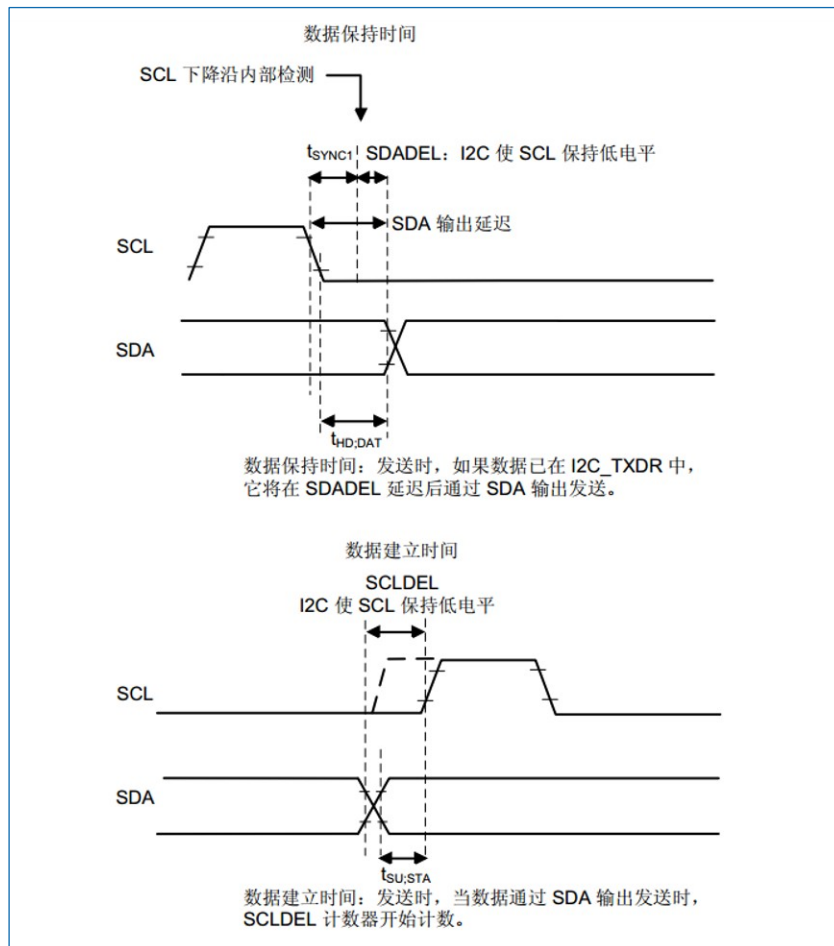 数据保持时间
SCL 下降沿内部检测
tSYNC1 SDADEL：I2C 使 SCL 保持低电平
SDA 输出延迟
SCL
SDA
tHD;DAT
数据保持时间：发送时，如果数据已在 I2C_TXDR 中，
它将在 SDADEL 延迟后通过 SDA 输出发送。
数据建立时间
SCLDEL
I2C 使 SCL 保持低电平
SCL
SDA
tSU;STA
数据建立时间：发送时，当数据通过 SDA 输出发送时，
SCLDEL 计数器开始计数。